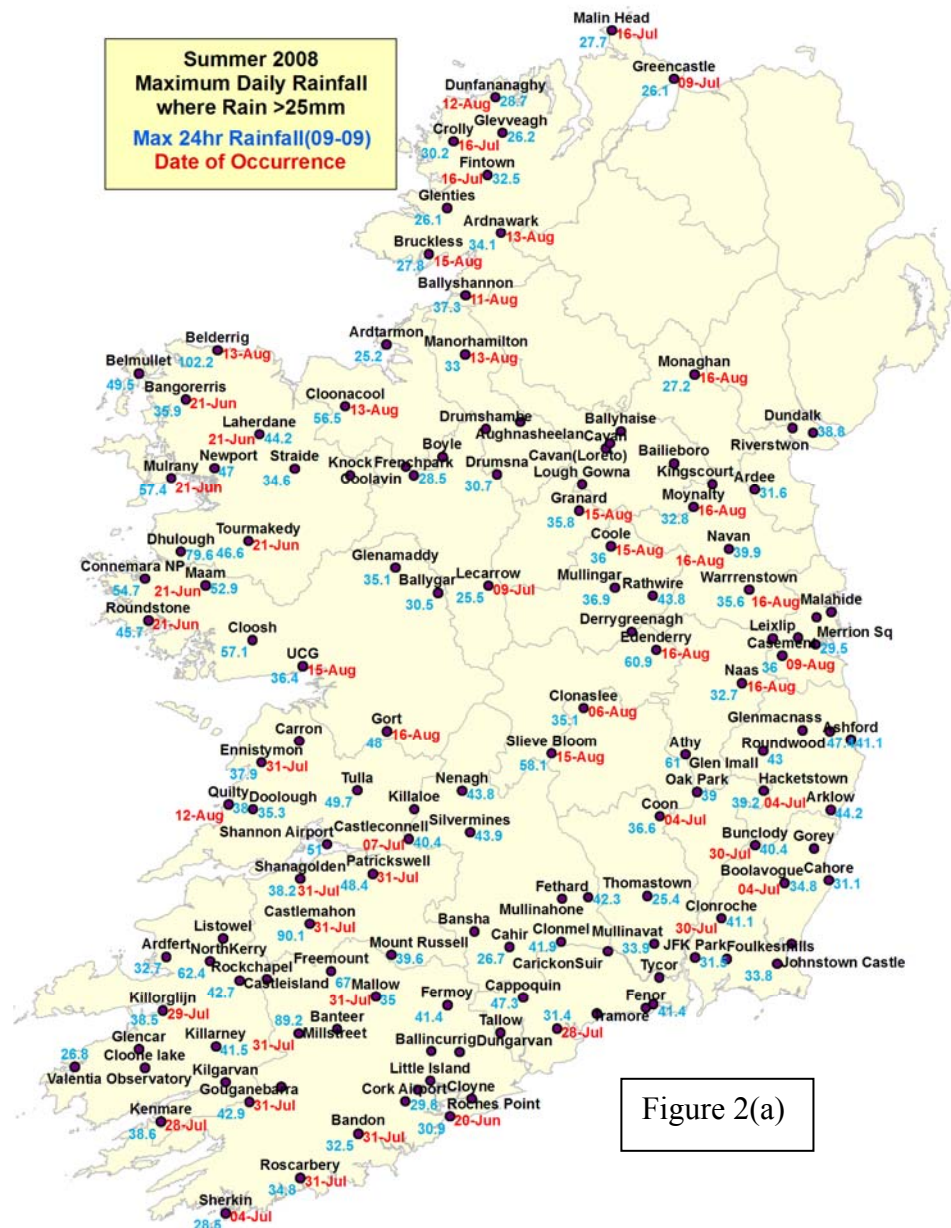 Summer 2008
Maximum Daily Rainfall
where Rain >25mm
Max 24hr Rainfall(09-09)
Date of Occurrence
Malin Head
27.7 16-Jul
Greencastle
26.1 09-Jul
Dunfananaghy
12-Aug 28.7
Glevveagh
26.2
Crolly
30.2 16-Jul
Fintown
16-Jul 32.5
Glenties
26.1
Ardnawark
34.1 13-Aug
Bruckless
27.8 15-Aug
Ballyshannon
37.3 11-Aug
Belderrig
102.2 13-Aug
Ardtarmon
25.2
Manorhamilton
33 13-Aug
Belmullet
49.5
Monaghan
27.2 16-Aug
Bangorerris
35.9 21-Jun
Cloonacool
56.5 13-Aug
Laherdane
21-Jun 44.2
Drumshambe
Aughnasheelan
Ballyhaise
Cavan
Cavan(Loreto)
Dundalk
38.8
Riverstwon
Newport
47
Straide
34.6
Boyle
Knock
Frenchpark
Coolavin
28.5
Drumsna
30.7
Lough Gowna
Bailieboro
Kingscourt
Ardee
31.6
Mulrany
57.4 21-Jun
Granard
35.8 15-Aug
Moynalty
32.8 16-Aug
Tourmakedy
46.6 21-Jun
Dhulough
79.6
Coole
36 15-Aug
Navan
16-Aug 39.9
Connemara NP
54.7
Maam
21-Jun 52.9
Glenamaddy
35.1
Ballygar
30.5
Lecarrow
25.5 09-Jul
Mullingar
36.9
Rathwire
43.8
Warrrenstown
35.6 16-Aug
Malahide
Roundstone
45.7 21-Jun
Cloosh
57.1
Derrygreenagh
Edenderry
60.9 16-Aug
Leixlip
Merrion Sq
29.5
Casement
36 09-Aug
UCG
36.4 15-Aug
Naas
32.7 16-Aug
Clonaslee
35.1 06-Aug
Carron
Gort
48 16-Aug
Glenmacnass
Ashford
47.4 41.1
Roundwood
43
Ennistymon
37.9 31-Jul
Slieve Bloom
58.1 15-Aug
Athy
61
Glen Imall
Quilty
12-Aug 38
Doolough
35.3
Tulla
49.7
Killaloe
Nenagh
43.8
Oak Park
39
Hacketstown
39.2 04-Jul
Arklow
44.2
Shannon Airport
51
Castleconnell
07-Jul 40.4
Silvermines
43.9
Coon
36.6 04-Jul
Bunclody
30-Jul 40.4
Gorey
Shanagolden
38.2 31-Jul
Patrickswell
48.4 31-Jul
Boolavogue
04-Jul 34.8
Cahore
31.1
Castlemahon
90.1 31-Jul
Fethard
42.3
Mullinahone
Thomastown
25.4
Clonroche
30-Jul 41.1
Listowel
Ardfert
32.7
NorthKerry
62.4
Mount Russell
39.6
Bansha
Cahir
26.7
Clonmel
41.9
CarickonSuir
Mullinavat
33.9
JFK Park
31.5
Foulkesmills
Johnstown Castle
33.8
Rockchapel
Castleisland
42.7
Freemount
67
Mallow
31-Jul 35
Fermoy
41.4
Cappoquin
47.3
Tycor
Fenor
41.4
Tramore
Killorglijn
38.5 29-Jul
Banteer
89.2
31-Jul Millstreet
Tallow
Dungarvan
31.4 28-Jul
Glencar
Cloone lake
Killarney
41.5
Ballincurrig
26.8
Valentia Observatory
Kilgarvan
Gouganebarra
42.9 31-Jul
Little Island
Cork Airport
29.8
Cloyne
Roches Point
30.9 20-Jun
Kenmare
38.6 28-Jul
Bandon
32.5 31-Jul
Roscarbery
34.8 31-Jul
Sherkin
28.5 04-Jul
Figure 2(a)